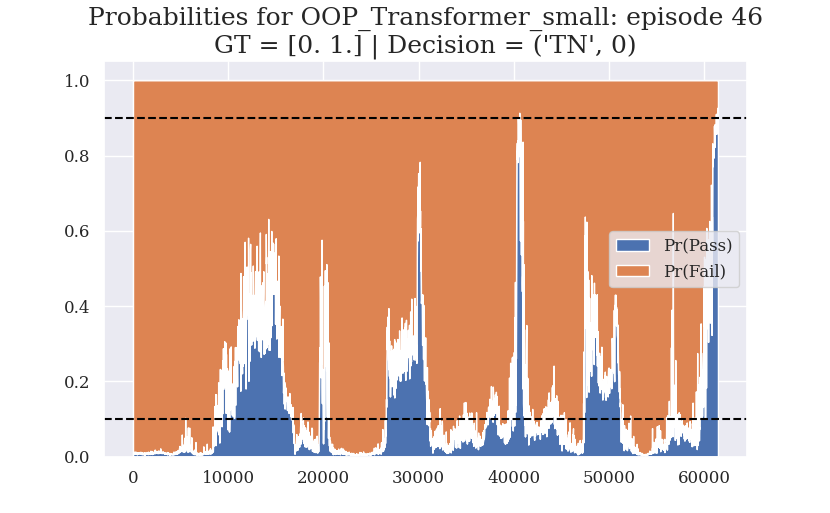 Probabilities for OOP_Transformer_small: episode 46
GT = [0. 1.] | Decision = ('TN', 0)
1.0
0.8
0.6
0.4
0.2
0.0
Pr(Pass)
Pr(Fail)
0 10000 20000 30000 40000 50000 60000